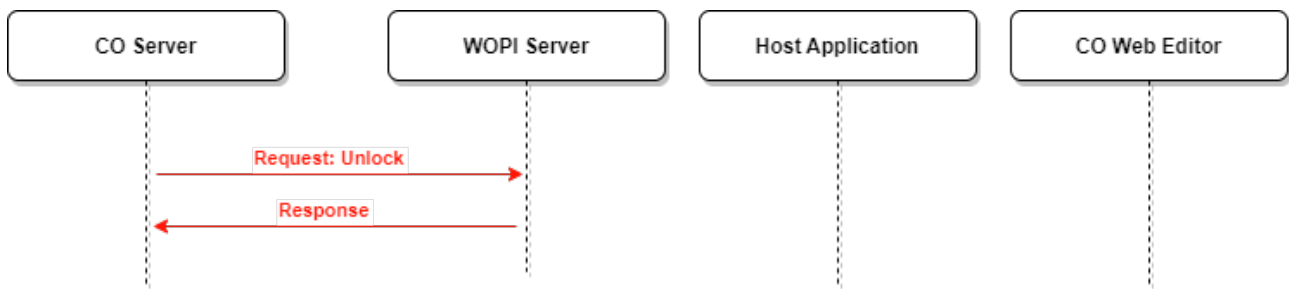 CO Server
WOPI Server
Host Application
CO Web Editor
Request: Unlock
Response